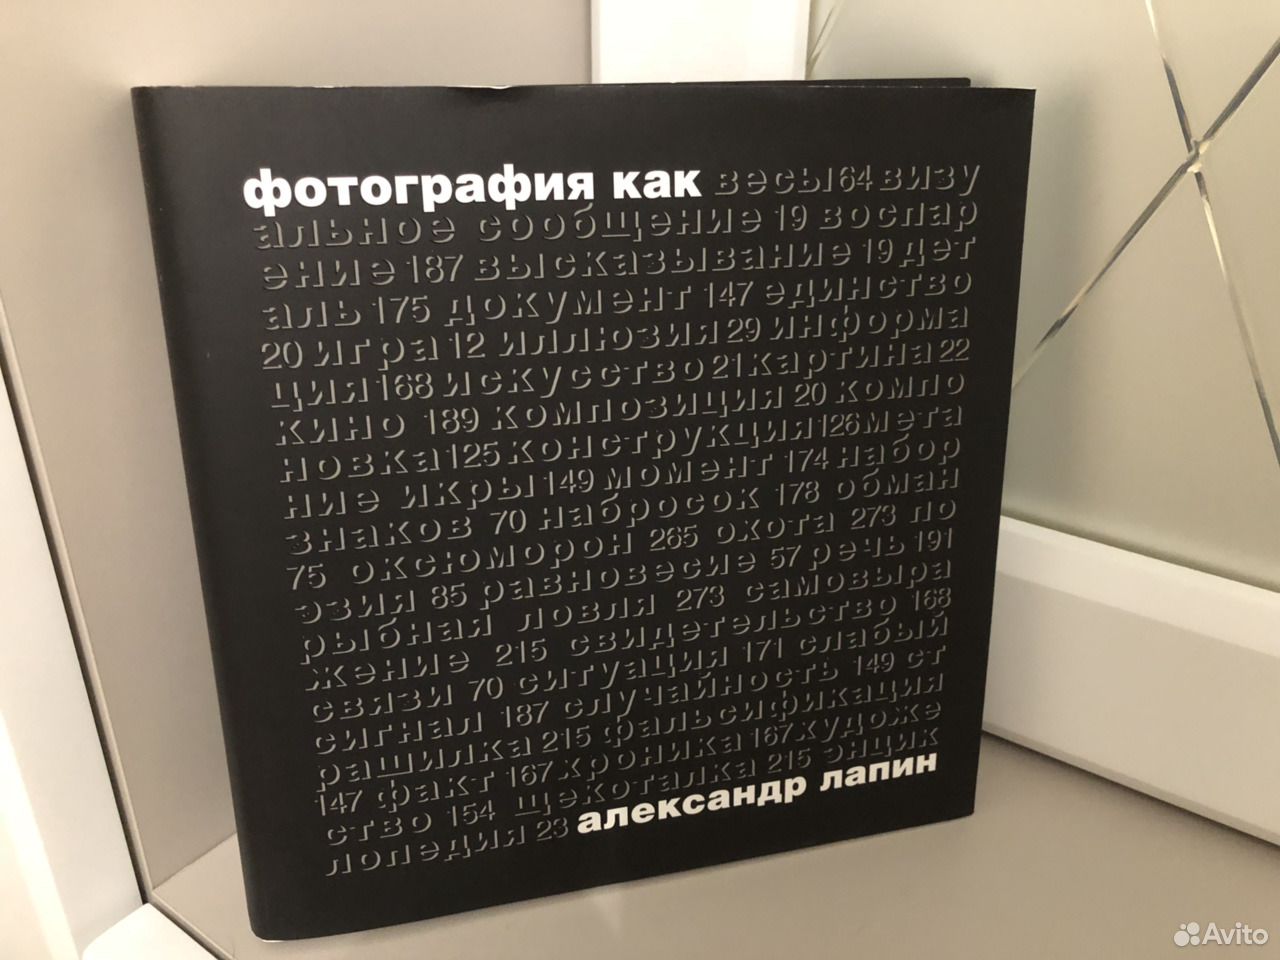 фотография как весы 64 визу
альное сообщение 19 воспар
ение 187 высказывание 19 дет
аль 175 документ 147 единство
20 игра 12 иллюзия 29 информа
ция 168 искусство 21 картина 22
кино 189 композиция 20 компо
новка 125 конструкция 126 мета
ние икры 149 момент 174 набор
знаков 70 набросок 178 обман
75 оксюморон 265 охота 273 по
эзия 85 равновесие 57 речь 191
рыбная ловля 273 самовыра
жение 215 свидетельство 168
связи 70 ситуация 171 слабый
сигнал 187 случайность 149 ст
рашилка 215 фальсификация
147 факт 167 хроника 167 художе
ство 154 щекоталка 215 энцик
лопедия 23 александр лапин
Avito